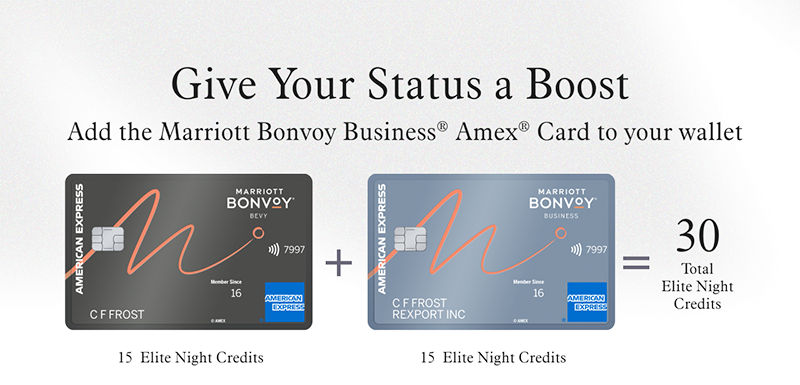 Give Your Status a Boost
Add the Marriott Bonvoy Business® Amex® Card to your wallet
AMERICAN EXPRESS
MARRIOTT
BONVOY®
BEVY
7997
Member Since
16
C F FROST
© AMEX
AMERICAN
EXPRESS
15 Elite Night Credits
+
AMERICAN EXPRESS
MARRIOTT
BONVOY®
BUSINESS
7997
Member Since
16
C F FROST
REXPORT INC
© AMEX
AMERICAN
EXPRESS
15 Elite Night Credits
=
30
Total
Elite Night
Credits